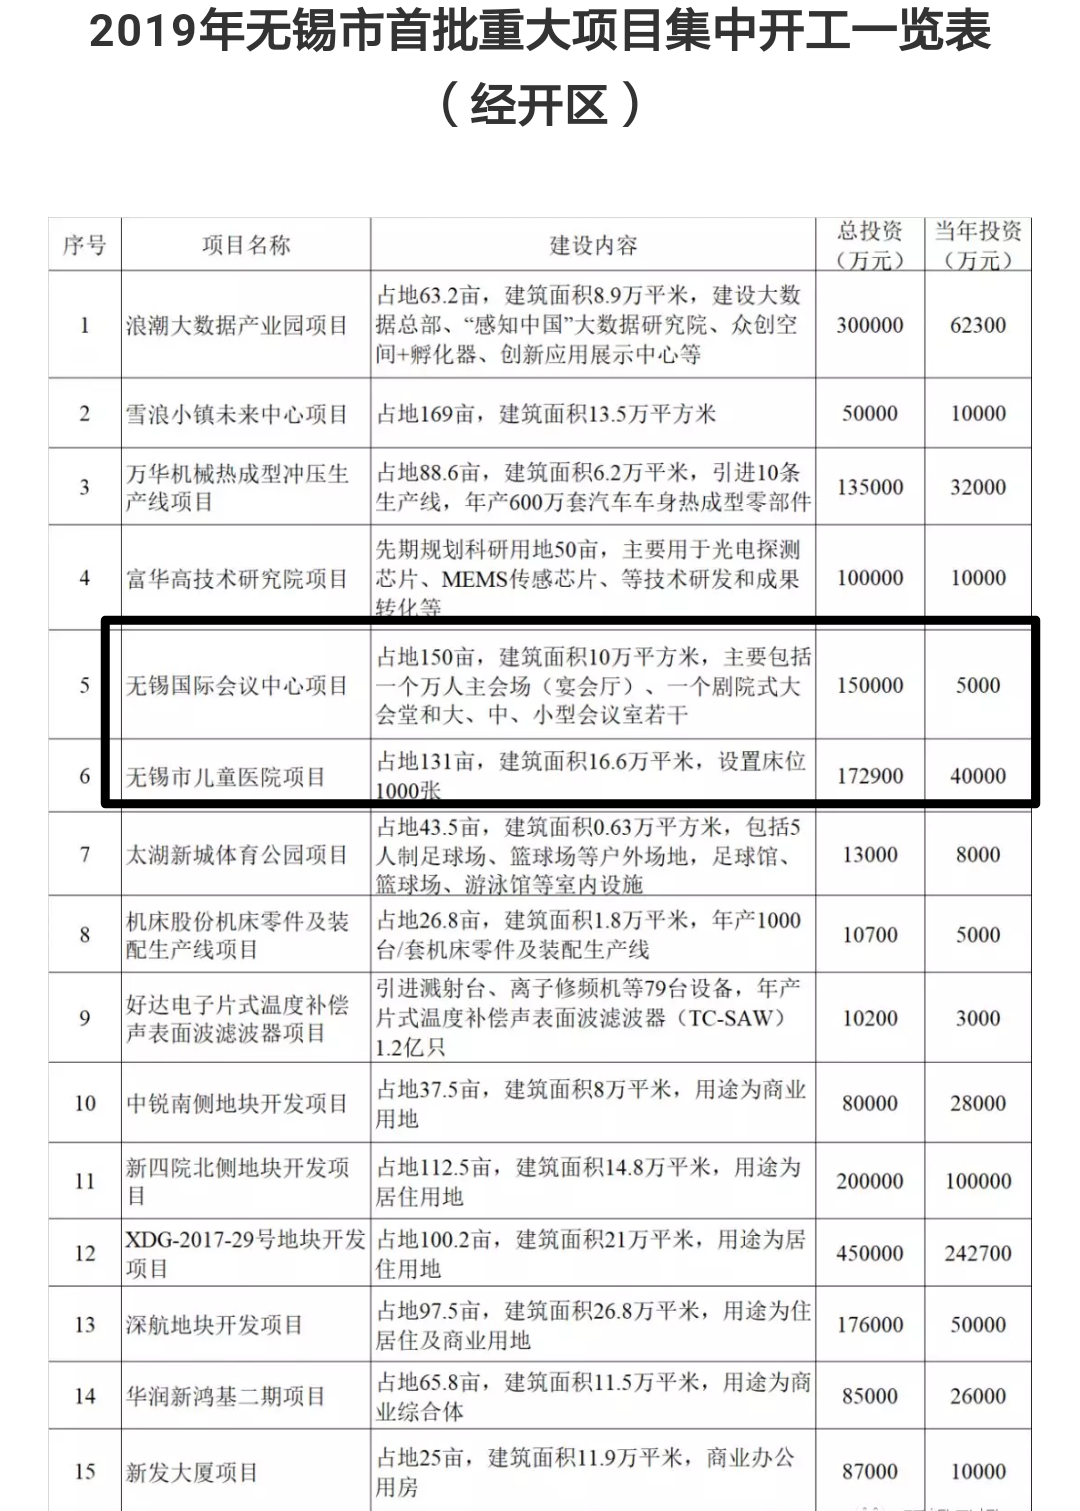 2019年无锡市首批重大项目集中开工一览表
（经开区）
序号
项目名称
建设内容
总投资
（万元）
当年投资
（万元）
1
浪潮大数据产业园项目
占地63.2亩，建筑面积8.9万平米，建设大数
据总部、“感知中国”大数据研究院、众创空
间+孵化器、创新应用展示中心等
300000
62300
2
雪浪小镇未来中心项目
占地169亩，建筑面积13.5万平方米
50000
10000
3
万华机械热成型冲压生
产线项目
占地88.6亩，建筑面积6.2万平米，引进10条
生产线，年产600万套汽车车身热成型零部件
135000
32000
4
富华高技术研究院项目
先期规划科研用地50亩，主要用于光电探测
芯片、MEMS传感芯片、等技术研发和成果
转化等
100000
10000
5
无锡国际会议中心项目
占地150亩，建筑面积10万平方米，主要包括
一个万人主会场（宴会厅）、一个剧院式大
会堂和大、中、小型会议室若干
150000
5000
6
无锡市儿童医院项目
占地131亩，建筑面积16.6万平米，设置床位
1000张
172900
40000
7
太湖新城体育公园项目
占地43.5亩，建筑面积0.63万平方米，包括5
人制足球场、篮球场等户外场地，足球馆、
篮球场、游泳馆等室内设施
13000
8000
8
机床股份机床零件及装
配生产线项目
占地26.8亩，建筑面积1.8万平米，年产1000
台/套机床零件及装配生产线
10700
5000
9
好达电子片式温度补偿
声表面波滤波器项目
引进溅射台、离子修频机等79台设备，年产
片式温度补偿声表面波滤波器（TC-SAW）
1.2亿只
10200
3000
10
中锐南侧地块开发项目
占地37.5亩，建筑面积8万平米，用途为商业
用地
80000
28000
11
新四院北侧地块开发项
目
占地112.5亩，建筑面积14.8万平米，用途为
居住用地
200000
100000
12
XDG-2017-29号地块开发
项目
占地100.2亩，建筑面积21万平米，用途为居
住用地
450000
242700
13
深航地块开发项目
占地97.5亩，建筑面积26.8万平米，用途为住
居住及商业用地
176000
50000
14
华润新鸿基二期项目
占地65.8亩，建筑面积11.5万平米，用途为商
业综合体
85000
26000
15
新发大厦项目
占地25亩，建筑面积11.9万平米，商业办公
用房
87000
10000